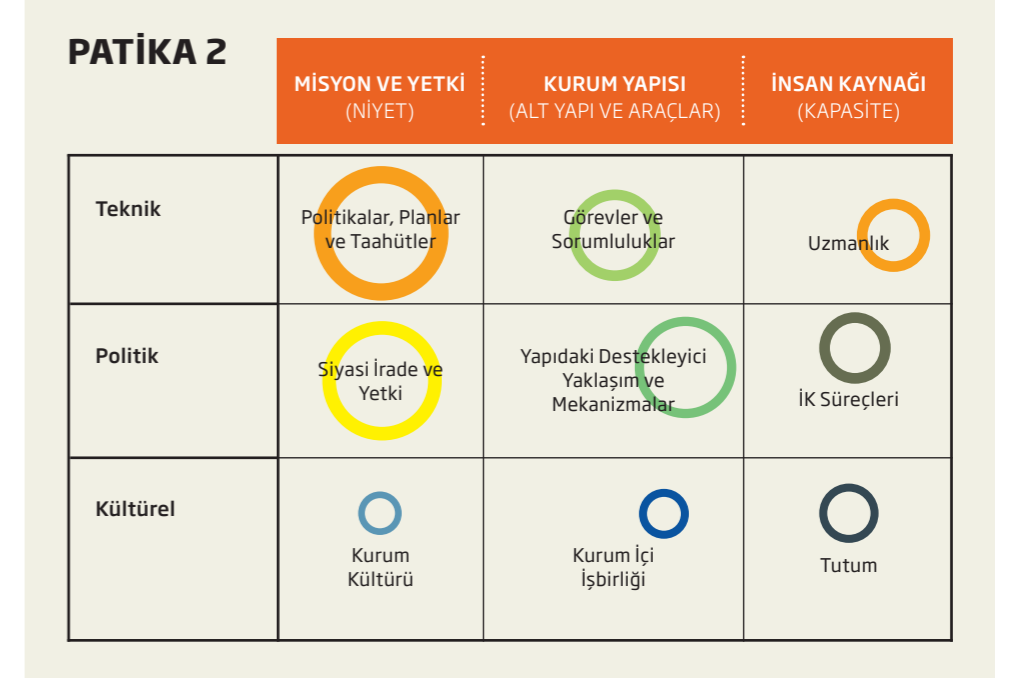 PATİKA 2
MİSYON VE YETKİ
(NİYET)
KURUM YAPISI
(ALT YAPI VE ARAÇLAR)
İNSAN KAYNAĞI
(KAPASİTE)
Teknik
Politikalar, Planlar
ve Taahütler
Görevler ve
Sorumluluklar
Uzmanlık
Politik
Siyasi İrade ve
Yetki
Yapıdaki Destekleyici
Yaklaşım ve
Mekanizmalar
İK Süreçleri
Kültürel
Kurum
Kültürü
Kurum İçi
İşbirliği
Tutum